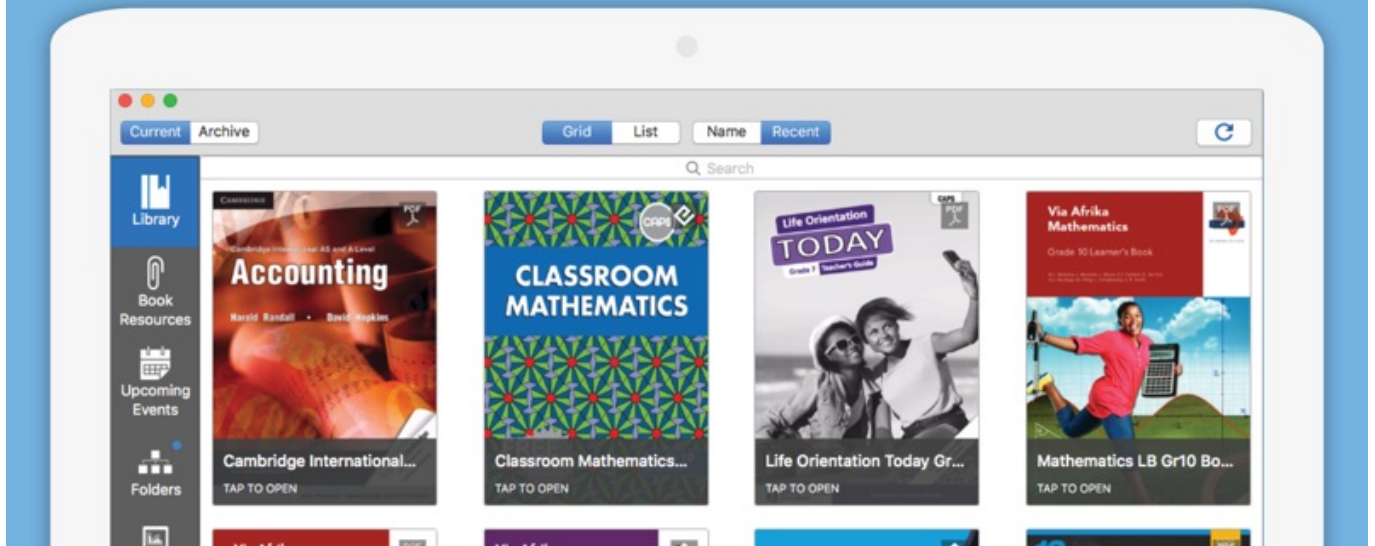 Current Archive
Grid List
Name Recent
Search
Library
Book
Resources
Upcoming
Events
Folders
CAMBRIDGE
PDF
Cambridge International AS and A Level
Accounting
Harold Randall • David Hopkins
Cambridge International...
TAP TO OPEN
CAPS
CLASSROOM
MATHEMATICS
Classroom Mathematics...
TAP TO OPEN
CAPS
PDF
Life Orientation
TODAY
Grade 7 Teacher's Guide
Life Orientation Today Gr...
TAP TO OPEN
Via Afrika
Mathematics
PDF
Grade 10 Learner's Book
Mathematics LB Gr10 Bo...
TAP TO OPEN